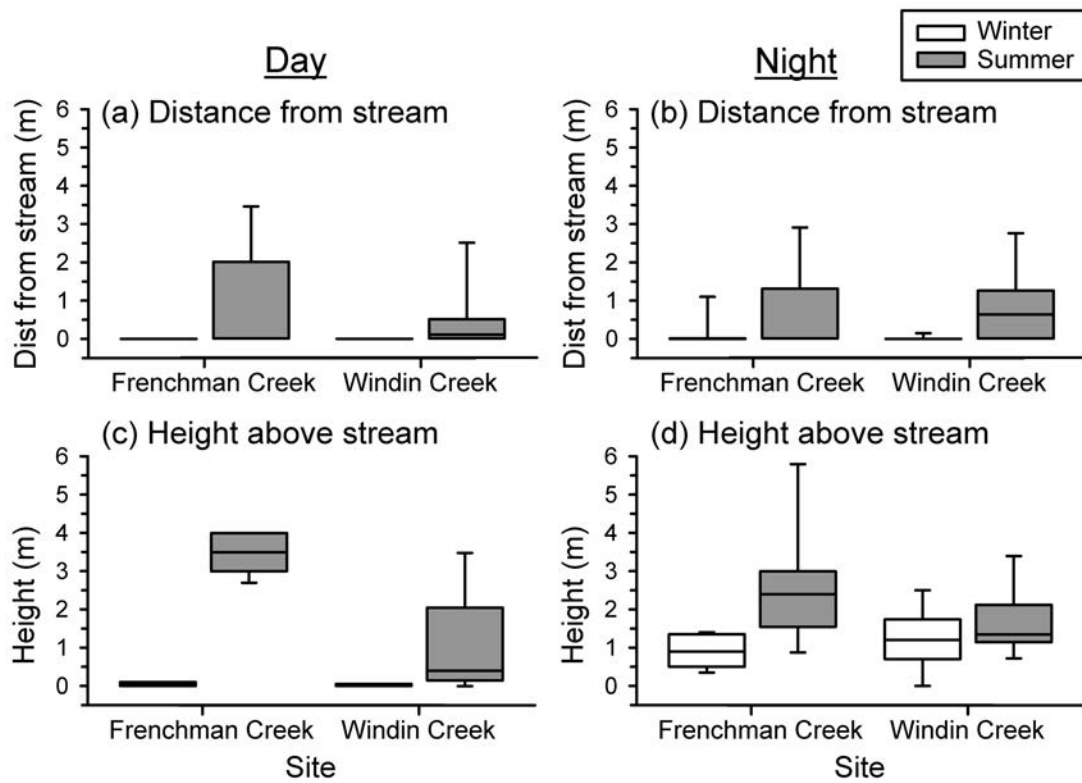 Winter
Summer
Day
Night
(a) Distance from stream
(b) Distance from stream
Dist from stream (m)
6
5
4
3
2
1
0
Frenchman Creek Windin Creek
Dist from stream (m)
6
5
4
3
2
1
0
Frenchman Creek Windin Creek
(c) Height above stream
(d) Height above stream
Height (m)
6
5
4
3
2
1
0
Frenchman Creek Windin Creek
Site
Height (m)
6
5
4
3
2
1
0
Frenchman Creek Windin Creek
Site